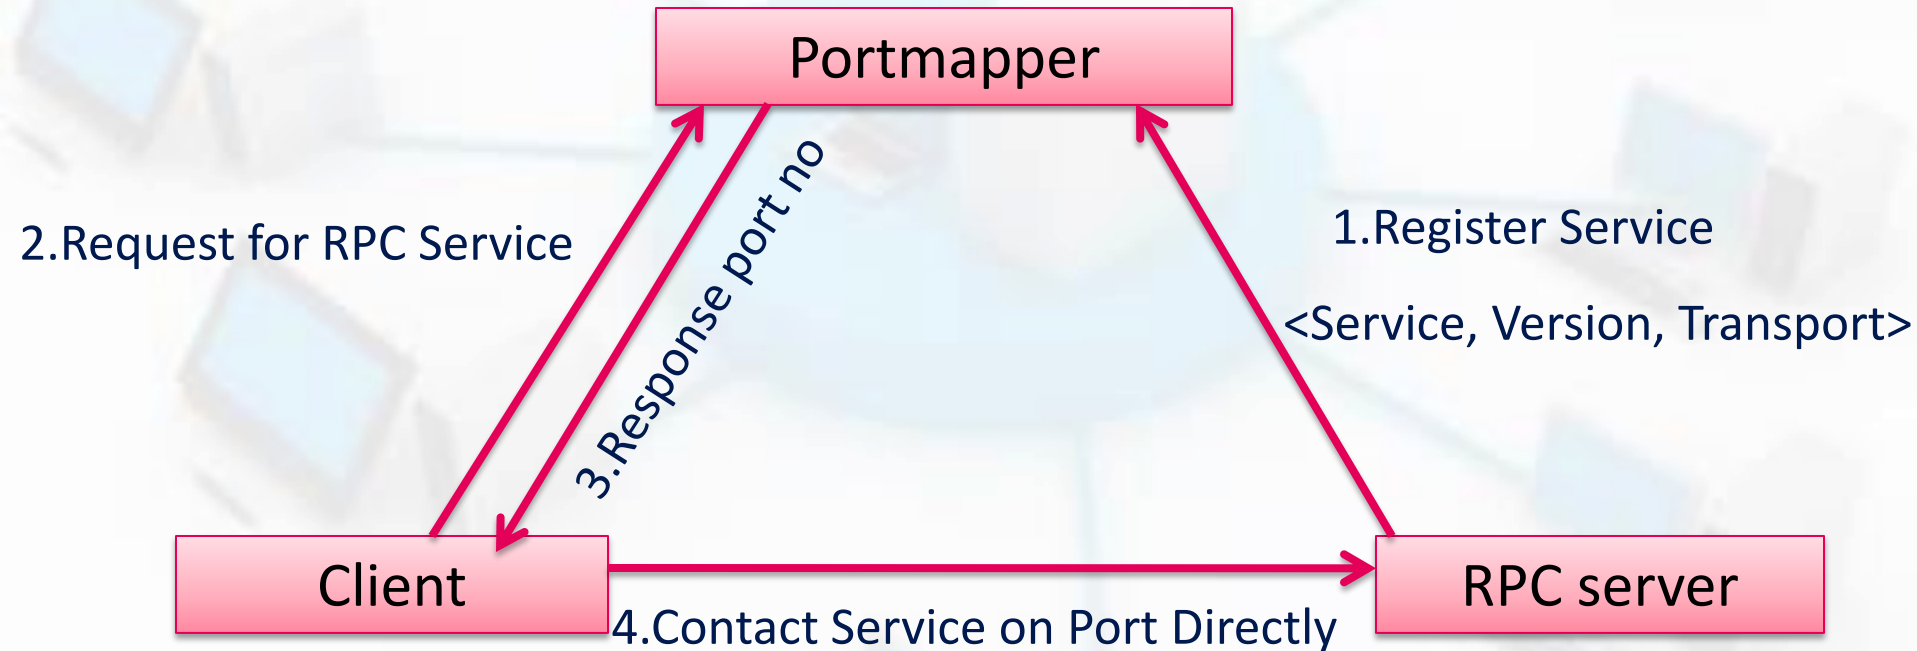 Portmapper
2.Request for RPC Service
3.Response port no
1.Register Service
<Service, Version, Transport>
Client
4.Contact Service on Port Directly
RPC server